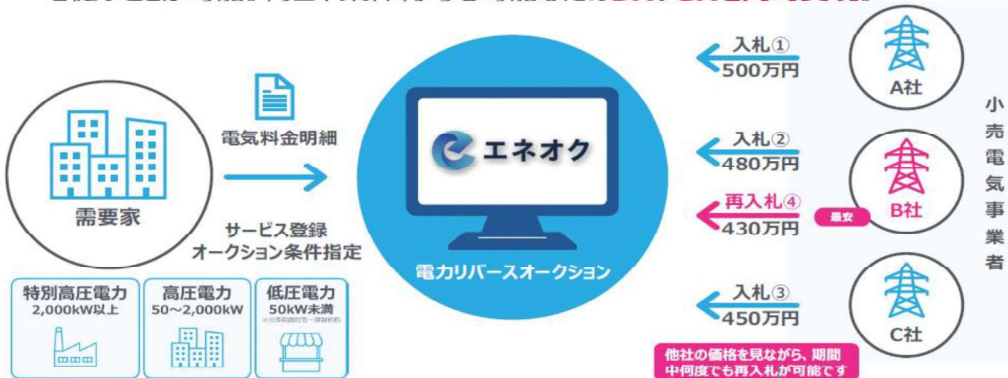 電気料金明細
需要家
サービス登録
オークション条件指定
特別高圧電力
2,000kW以上
高圧電力
50～2,000kW
低圧電力
50kW未満
エネオク
電力リバースオークション
入札①
500万円
A社
入札②
480万円
再入札④
430万円
最安
B社
入札③
450万円
C社
小売電気事業者
他社の価格を見ながら、期間
中何度でも再入札が可能です